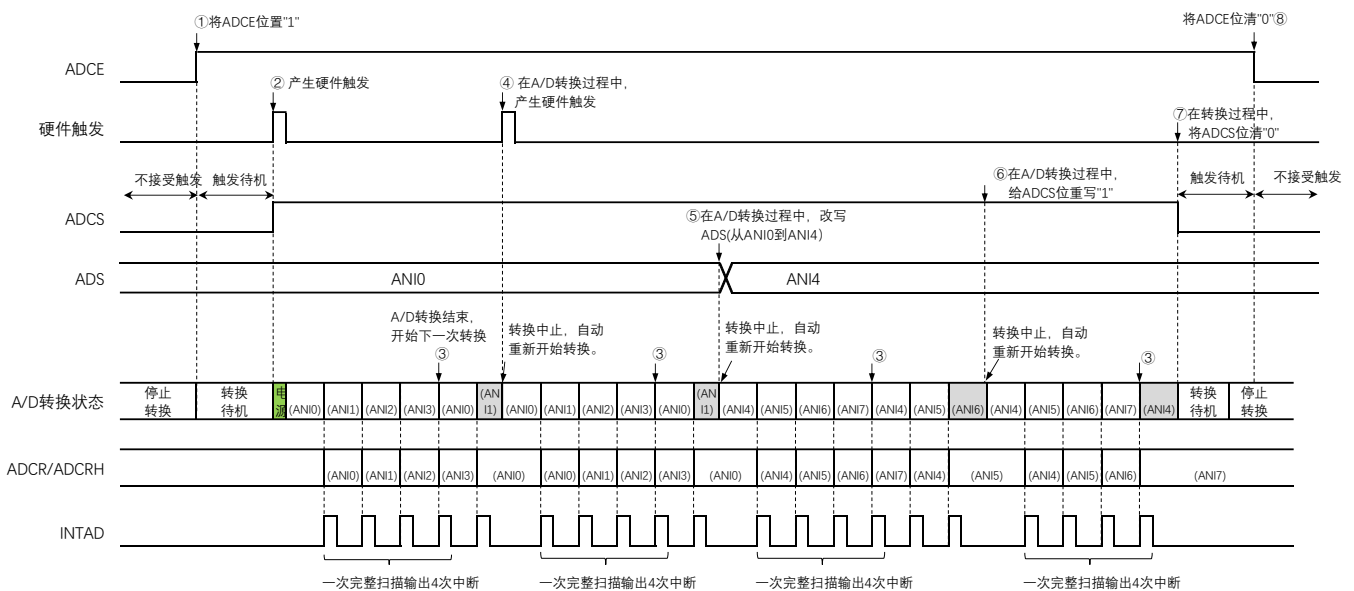 ①将ADCE位置"1"
将ADCE位清"0"⑧
ADCE
② 产生硬件触发
④ 在A/D转换过程中，
产生硬件触发
硬件触发
⑦在转换过程中，
将ADCS位清"0"
不接受触发
触发待机
⑥在A/D转换过程中，
给ADCS位重写"1"
触发待机
不接受触发
ADCS
⑤在A/D转换过程中，改写
ADS(从ANI0到ANI4）
ADS
ANI0
ANI4
A/D转换结束，
开始下一次转换
③
转换中止，自动
重新开始转换。
③
转换中止，自动
重新开始转换。
③
转换中止，自动
重新开始转换。
③
A/D转换状态
停止
转换
转换
待机
电
源
(ANI0) (ANI1) (ANI2) (ANI3) (ANI0)
(AN
I1)
(ANI0) (ANI1) (ANI2) (ANI3) (ANI0)
(AN
I1)
(ANI4) (ANI5) (ANI6) (ANI7) (ANI4) (ANI5) (ANI6) (ANI4) (ANI5) (ANI6) (ANI7) (ANI4)
转换
待机
停止
转换
ADCR/ADCRH
(ANI0) (ANI1) (ANI2) (ANI3) (ANI0) (ANI0) (ANI1) (ANI2) (ANI3) (ANI0) (ANI4) (ANI5) (ANI6) (ANI7) (ANI4) (ANI5) (ANI4) (ANI5) (ANI6) (ANI7)
INTAD
一次完整扫描输出4次中断
一次完整扫描输出4次中断
一次完整扫描输出4次中断
一次完整扫描输出4次中断